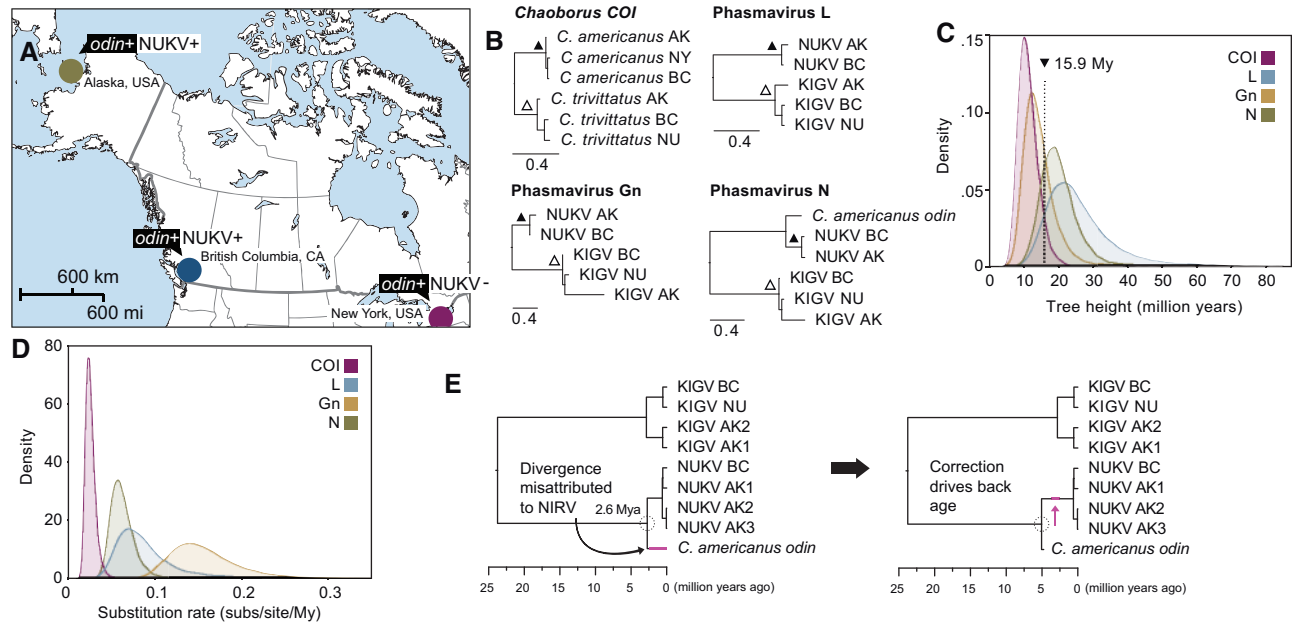 A
odin+ NUKV+
Alaska, USA
odin+ NUKV+
British Columbia, CA
odin+ NUKV-
New York, USA
600 km
600 mi
B
Chaoborus COI
C. americanus AK
C. americanus NY
C. americanus BC
C. trivittatus AK
C. trivittatus BC
C. trivittatus NU
0.4
Phasmavirus L
NUKV AK
NUKV BC
KIGV AK
KIGV BC
KIGV NU
0.4
Phasmavirus Gn
NUKV AK
NUKV BC
KIGV BC
KIGV NU
KIGV AK
0.4
Phasmavirus N
C. americanus odin
NUKV BC
NUKV AK
KIGV BC
KIGV NU
KIGV AK
0.4
C
.15
.10
.05
0
Density
15.9 My
COI
L
Gn
N
0 10 20 30 40 50 60 70 80
Tree height (million years)
D
80
60
40
20
0
Density
COI
L
Gn
N
0 0.1 0.2 0.3
Substitution rate (subs/site/My)
E
KIGV BC
KIGV NU
KIGV AK2
KIGV AK1
NUKV BC
NUKV AK1
NUKV AK2
NUKV AK3
C. americanus odin
Divergence
misattributed
to NIRV
2.6 Mya
25 20 15 10 5 0 (million years ago)
KIGV BC
KIGV NU
KIGV AK2
KIGV AK1
NUKV BC
NUKV AK1
NUKV AK2
NUKV AK3
C. americanus odin
Correction
drives back
age
25 20 15 10 5 0 (million years ago)